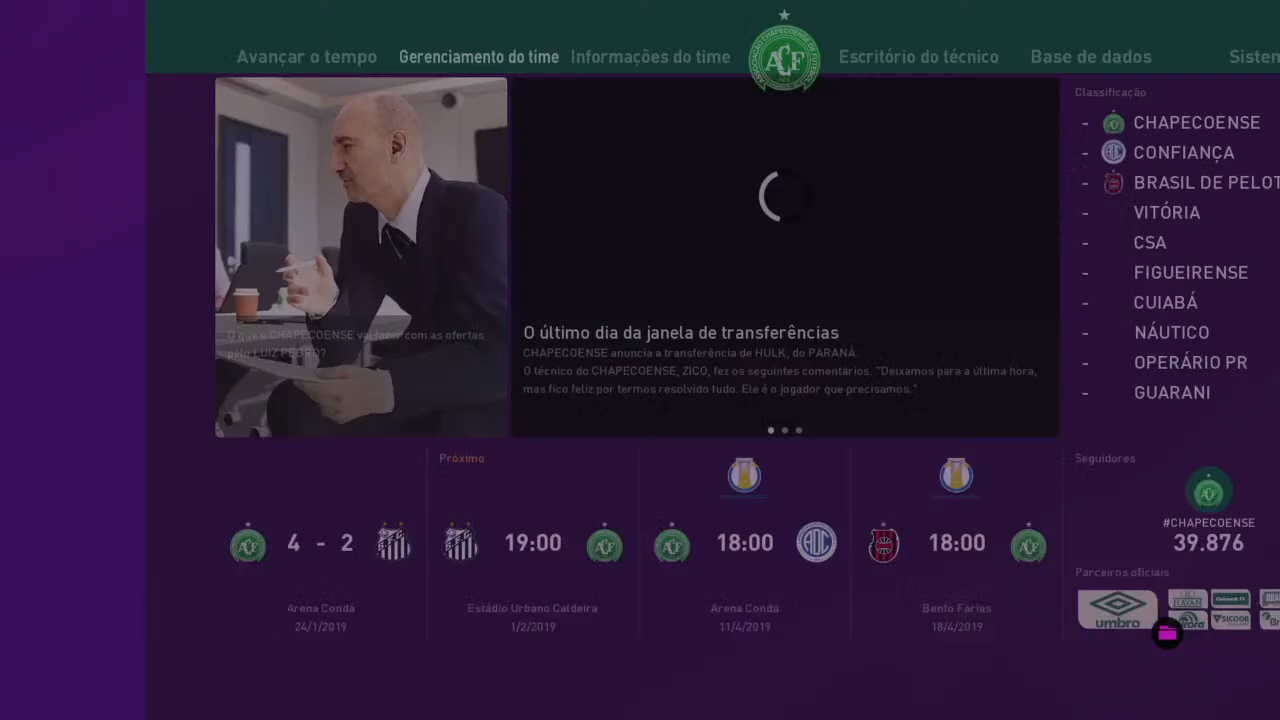 Avançar o tempo
Gerenciamento do time
Informações do time
ACF
Escritório do técnico
Base de dados
Sisten
O que o CHAPECOENSE vai fazer com as ofertas
pelo LUIZ PEDRO?
O último dia da janela de transferências
CHAPECOENSE anuncia a transferência de HULK, do PARANÁ.
O técnico do CHAPECOENSE, ZICO, fez os seguintes comentários. "Deixamos para a última hora,
mas fico feliz por termos resolvido tudo. Ele é o jogador que precisamos."
Classificação
- CHAPECOENSE
- CONFIANÇA
- BRASIL DE PELOT
- VITÓRIA
- CSA
- FIGUEIRENSE
- CUIABÁ
- NÁUTICO
- OPERÁRIO PR
- GUARANI
4 - 2
Arena Condá
24/1/2019
Próximo
19:00
Estádio Urbano Caldeira
1/2/2019
18:00
ADC
Arena Condá
11/4/2019
18:00
Bento Farias
18/4/2019
Seguidores
#CHAPECOENSE
39.876
Parceiros oficiais
umbro
HAVAN
Aurora
SICOOB